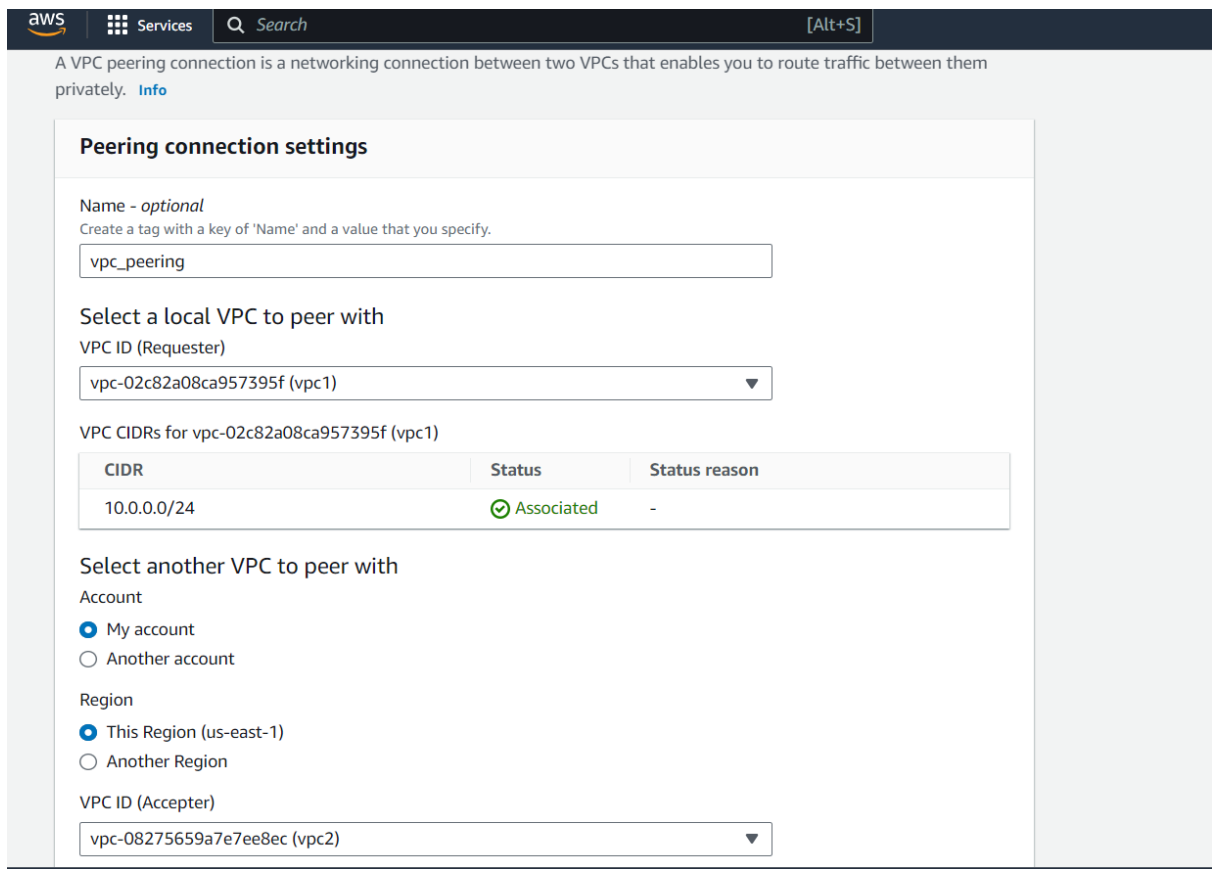 aws
Services
Search
[Alt+S]
A VPC peering connection is a networking connection between two VPCs that enables you to route traffic between them
privately. Info
Peering connection settings
Name - optional
Create a tag with a key of 'Name' and a value that you specify.
vpc_peering
Select a local VPC to peer with
VPC ID (Requester)
vpc-02c82a08ca957395f (vpc1)
VPC CIDRs for vpc-02c82a08ca957395f (vpc1)
CIDR Status Status reason
10.0.0.0/24 Associated -
Select another VPC to peer with
Account
My account
Another account
Region
This Region (us-east-1)
Another Region
VPC ID (Accepter)
vpc-08275659a7e7ee8ec (vpc2)